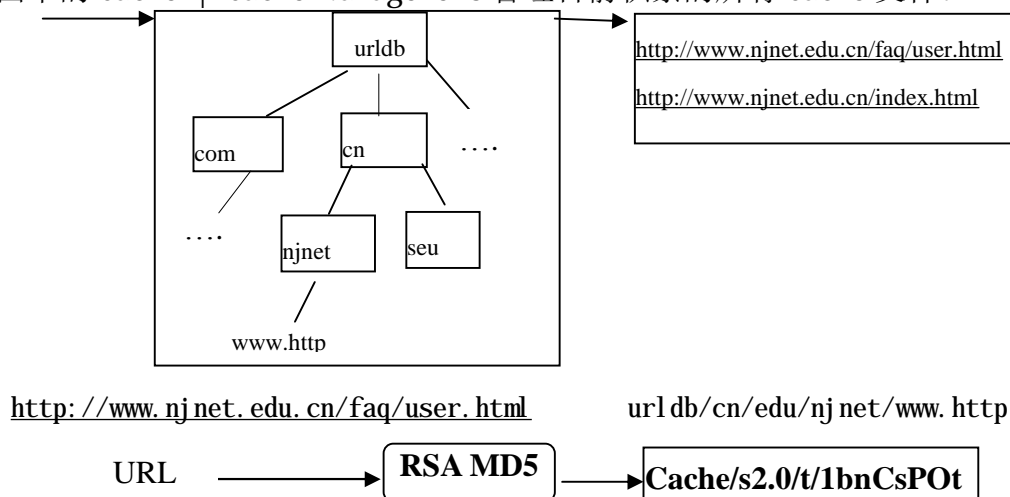 urldb
http://www.njnet.edu.cn/faq/user.html
http://www.njnet.edu.cn/index.html
com
cn
....
....
njnet
seu
www.http
http://www.njnet.edu.cn/faq/user.html
urldb/cn/edu/njnet/www.http
URL
RSA MD5
Cache/s2.0/t/1bnCsPOt